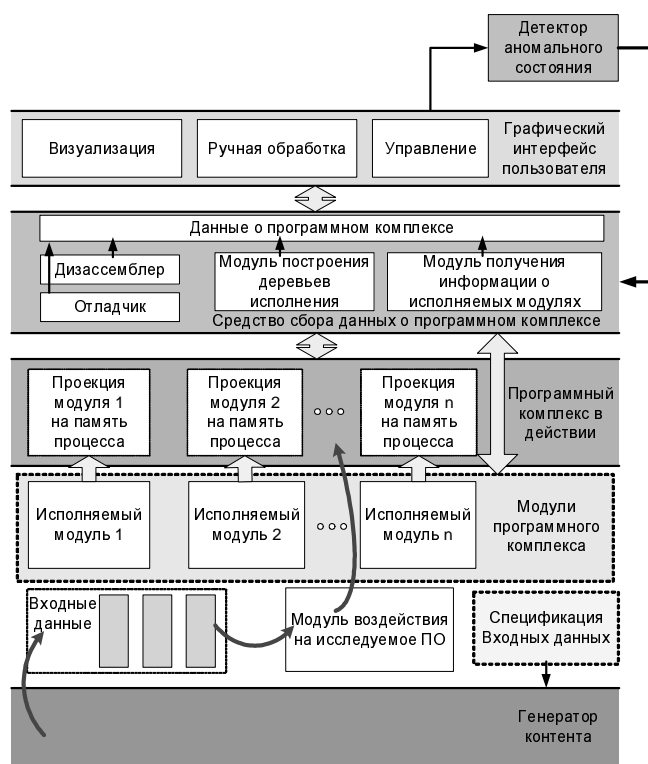 Детектор
аномального
состояния
Визуализация
Ручная обработка
Управление
Графический
интерфейс
пользователя
Данные о программном комплексе
Дизассемблер
Отладчик
Модуль построения
деревьев
исполнения
Модуль получения
информации о
исполняемых модулях
Средство сбора данных о программном комплексе
Проекция
модуля 1
на память
процесса
Проекция
модуля 2
на память
процесса
Проекция
модуля n
на память
процесса
Программный
комплекс в
действии
Исполняемый
модуль 1
Исполняемый
модуль 2
Исполняемый
модуль n
Модули
программного
комплекса
Входные
данные
Модуль воздействия
на исследуемое ПО
Спецификация
Входных данных
Генератор
контента